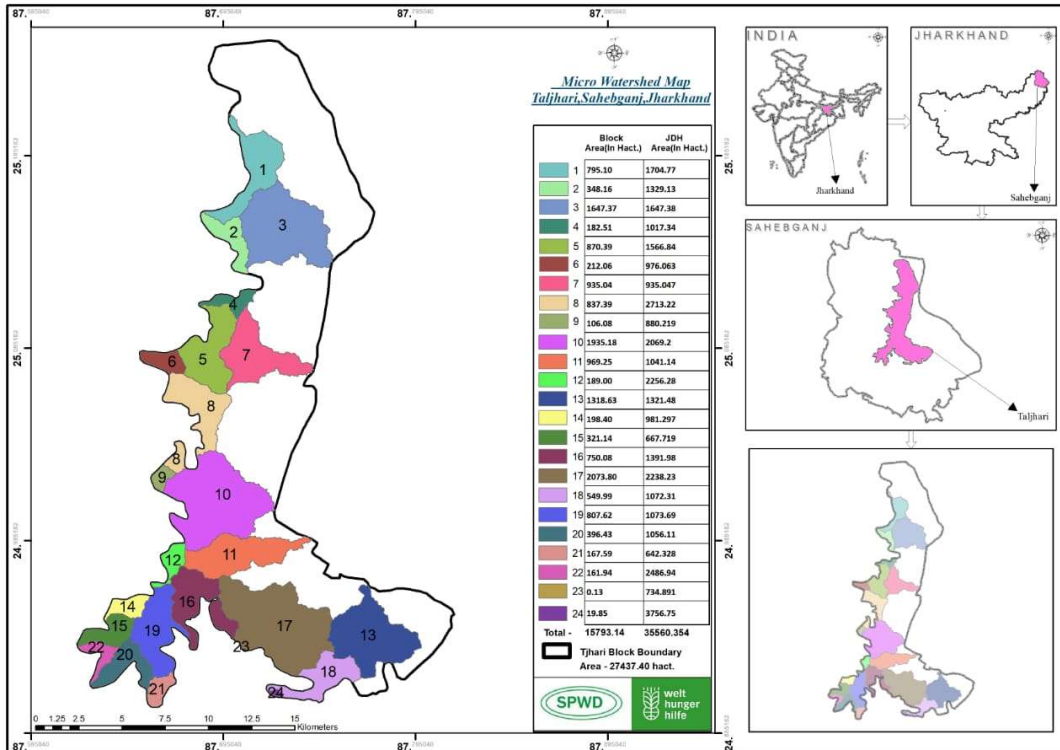 87.595040
87.695040
87.795040
87.895040
Micro Watershed Map
Taljhari,Sahebganj,Jharkhand
Block
Area(In Hact.)
JDH
Area(In Hact.)
1 795.10 1704.77
2 348.16 1329.13
3 1647.37 1647.38
4 182.51 1017.34
5 870.39 1566.84
6 212.06 976.063
7 935.04 935.047
8 837.39 2713.22
9 106.08 880.219
10 1935.18 2069.2
11 969.25 1041.14
12 189.00 2256.28
13 1318.63 1321.48
14 198.40 981.297
15 321.14 667.719
16 750.08 1391.98
17 2073.80 2238.23
18 549.99 1072.31
19 807.62 1073.69
20 396.43 1056.11
21 167.59 642.328
22 161.94 2486.94
23 0.13 734.891
24 19.85 3756.75
Total - 15793.14 35560.354
Tjhari Block Boundary
Area - 27437.40 hact.
SPWD
welt
hunger
hilfe
1
2
3
4
5
6
7
8
8
9
10
11
12
13
14
15
16
17
18
19
20
21
22
23
24
0 1.25 2.5 5 7.5 10 12.5 15
Kilometers
INDIA
Jharkhand
JHARKHAND
Sahebganj
SAHEBGANJ
Taljhari